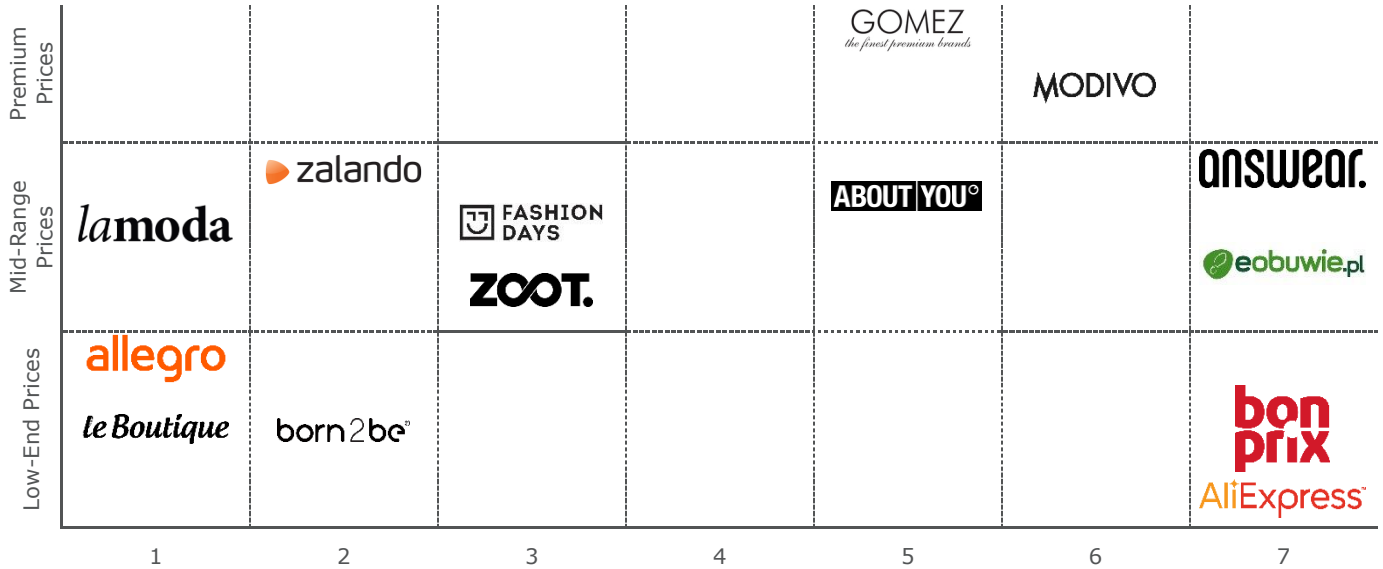 Premium
Prices
GOMEZ
the finest premium brands
MODIVO
Mid-Range
Prices
lamoda
zalando
FASHION
DAYS
ZOOT.
ABOUT YOU
answear.
eobuwie.pl
Low-End Prices
allegro
le Boutique
born2be
bon
prix
AliExpress™
1 2 3 4 5 6 7